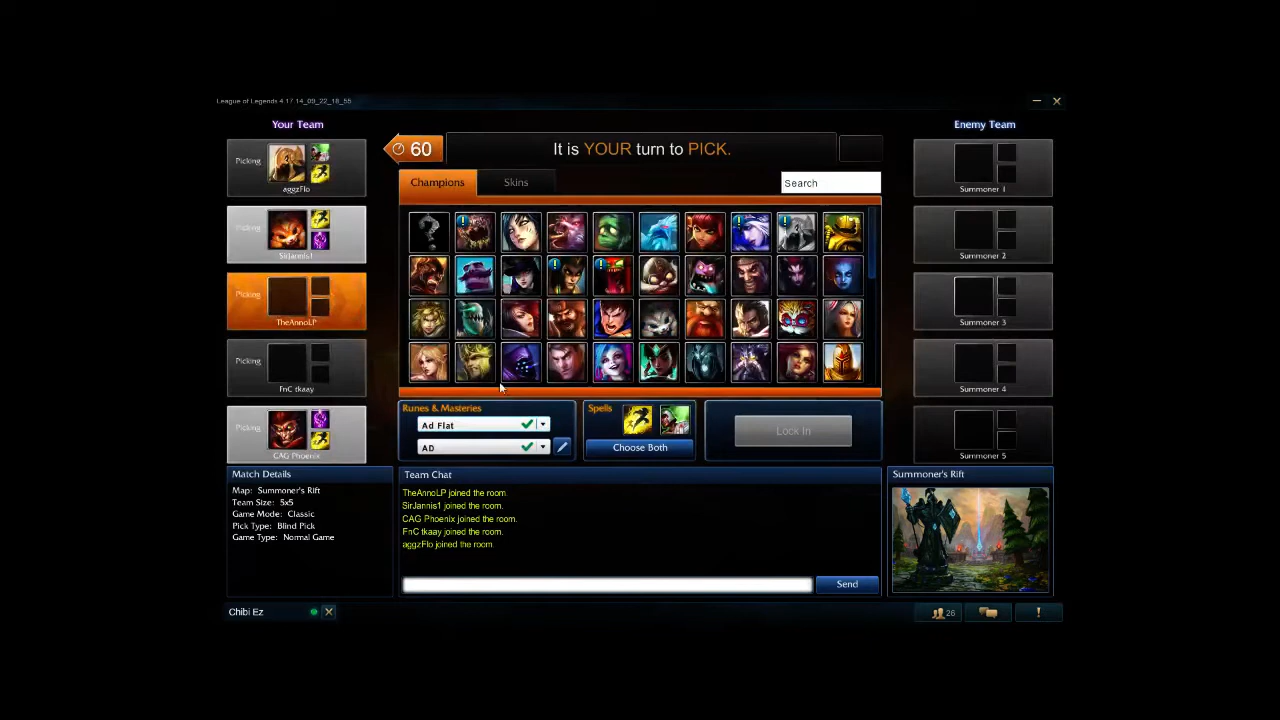 League of Legends 4.17 14_09_22_18_55
Your Team
Enemy Team
60
It is YOUR turn to PICK.
Champions
Skins
Search
Picking
aggzFlo
SirJannis1
Picking
TheAnnoLP
Picking
FnC tkaay
Picking
CAG Phoenix
Summoner 1
Summoner 2
Summoner 3
Summoner 4
Summoner 5
Runes & Masteries
Ad Flat
AD
Spells
Choose Both
Lock In
Match Details
Map: Summoner's Rift
Team Size: 5x5
Game Mode: Classic
Pick Type: Blind Pick
Game Type: Normal Game
Team Chat
TheAnnoLP joined the room.
SirJannis1 joined the room.
CAG Phoenix joined the room.
FnC tkaay joined the room.
aggzFlo joined the room.
Send
Summoner's Rift
Chibi Ez
26